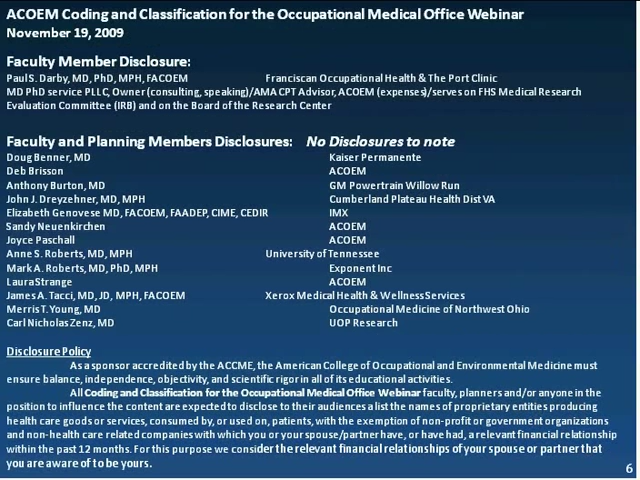 ACOEM Coding and Classification for the Occupational Medical Office Webinar
November 19, 2009
Faculty Member Disclosure:
Paul S. Darby, MD, PhD, MPH, FACOEM Franciscan Occupational Health & The Port Clinic
MD PhD service PLLC, Owner (consulting, speaking)/AMA CPT Advisor, ACOEM (expenses)/serves on FHS Medical Research
Evaluation Committee (IRB) and on the Board of the Research Center
Faculty and Planning Members Disclosures: No Disclosures to note
Doug Benner, MD Kaiser Permanente
Deb Brisson ACOEM
Anthony Burton, MD GM Powertrain Willow Run
John J. Dreyzehner, MD, MPH Cumberland Plateau Health Dist VA
Elizabeth Genovese MD, FACOEM, FAADEP, CIME, CEDIR IMX
Sandy Neuenkirchen ACOEM
Joyce Paschall ACOEM
Anne S. Roberts, MD, MPH University of Tennessee
Mark A. Roberts, MD, PhD, MPH Exponent Inc
Laura Strange ACOEM
James A. Tacci, MD, JD, MPH, FACOEM Xerox Medical Health & Wellness Services
Merris T. Young, MD Occupational Medicine of Northwest Ohio
Carl Nicholas Zenz, MD UOP Research
Disclosure Policy
As a sponsor accredited by the ACCME, the American College of Occupational and Environmental Medicine must
ensure balance, independence, objectivity, and scientific rigor in all of its educational activities.
All Coding and Classification for the Occupational Medical Office Webinar faculty, planners and/or anyone in the
position to influence the content are expected to disclose to their audiences a list the names of proprietary entities producing
health care goods or services, consumed by, or used on, patients, with the exemption of non-profit or government organizations
and non-health care related companies with which you or your spouse/partner have, or have had, a relevant financial relationship
within the past 12 months. For this purpose we consider the relevant financial relationships of your spouse or partner that
you are aware of to be yours.
6